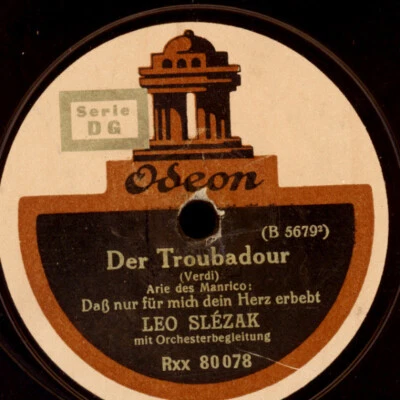 Serie
DG
Odeon
(B 5679²)
Der Troubadour
(Verdi)
Arie des Manrico:
Daß nur für mich dein Herz erbebt
LEO SLÉZAK
mit Orchesterbegleitung
Rxx 80078